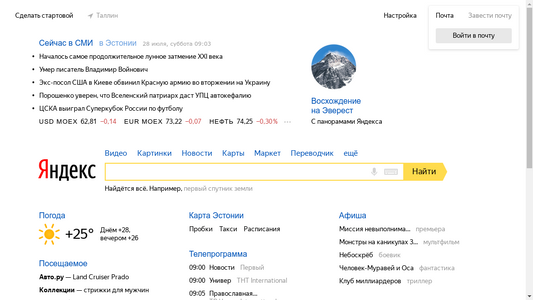 Сделать стартовой
Таллин
Настройка
Почта
Завести почту
Войти в почту
Сейчас в СМИ
в Эстонии
28 июля, суббота 09:03
Началось самое продолжительное лунное затмение XXI века
Умер писатель Владимир Войнович
Экс-посол США в Киеве обвинил Красную армию во вторжении на Украину
Порошенко уверен, что Вселенский патриарх даст УПЦ автокефалию
ЦСКА выиграл Суперкубок России по футболу
USD MOEX 62,81 −0,14 EUR MOEX 73,22 −0,07 НЕФТЬ 74,25 −0,30% ···
Восхождение
на Эверест
С панорамами Яндекса
Видео Картинки Новости Карты Маркет Переводчик ещё
Яндекс
Найти
Найдётся всё. Например, первый спутник земли
Погода
+25°
Днём +28,
вечером +26
Посещаемое
Авто.ру — Land Cruiser Prado
Коллекции — стрижки для мужчин
Карта Эстонии
Пробки Такси Расписания
Телепрограмма
09:00 Новости Первый
09:00 Универ ТНТ International
09:05 Православная...
Афиша
Миссия невыполнима... премьера
Монстры на каникулах 3... мультфильм
Небоскрёб боевик
Человек-Муравей и Оса фантастика
Клуб миллиардеров триллер